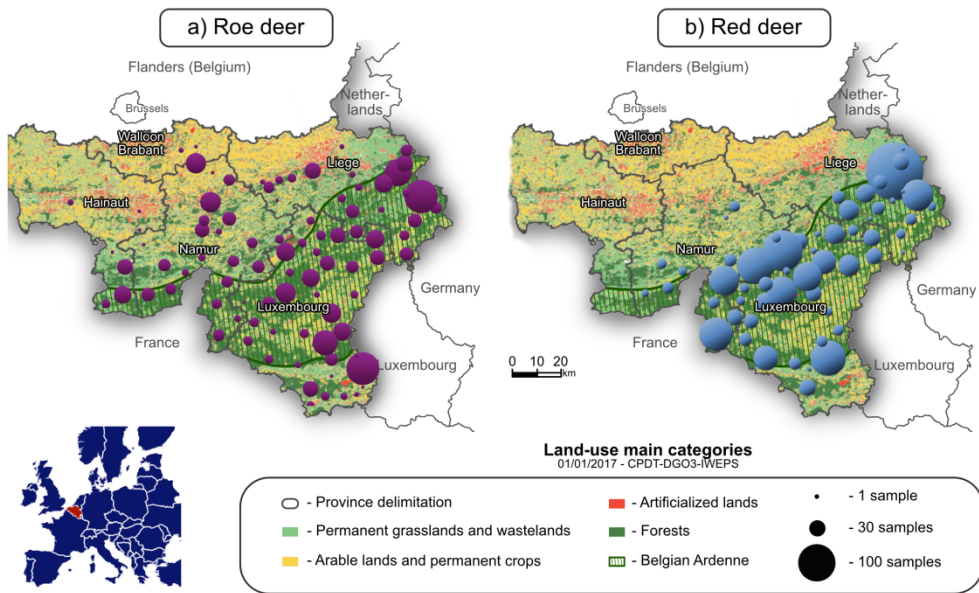 a) Roe deer
b) Red deer
Flanders (Belgium)
Nether-
lands
Brussels
Walloon
Brabant
Liege
Hainaut
Namur
Luxembourg
Germany
France
Luxembourg
Flanders (Belgium)
Nether-
lands
Brussels
Walloon
Brabant
Liege
Hainaut
Namur
Luxembourg
Germany
France
Luxembourg
0 10 20
km
Land-use main categories
01/01/2017 - CPDT-DGO3-IWEPS
- Province delimitation
- Permanent grasslands and wastelands
- Arable lands and permanent crops
- Artificialized lands
- Forests
- Belgian Ardenne
- 1 sample
- 30 samples
- 100 samples